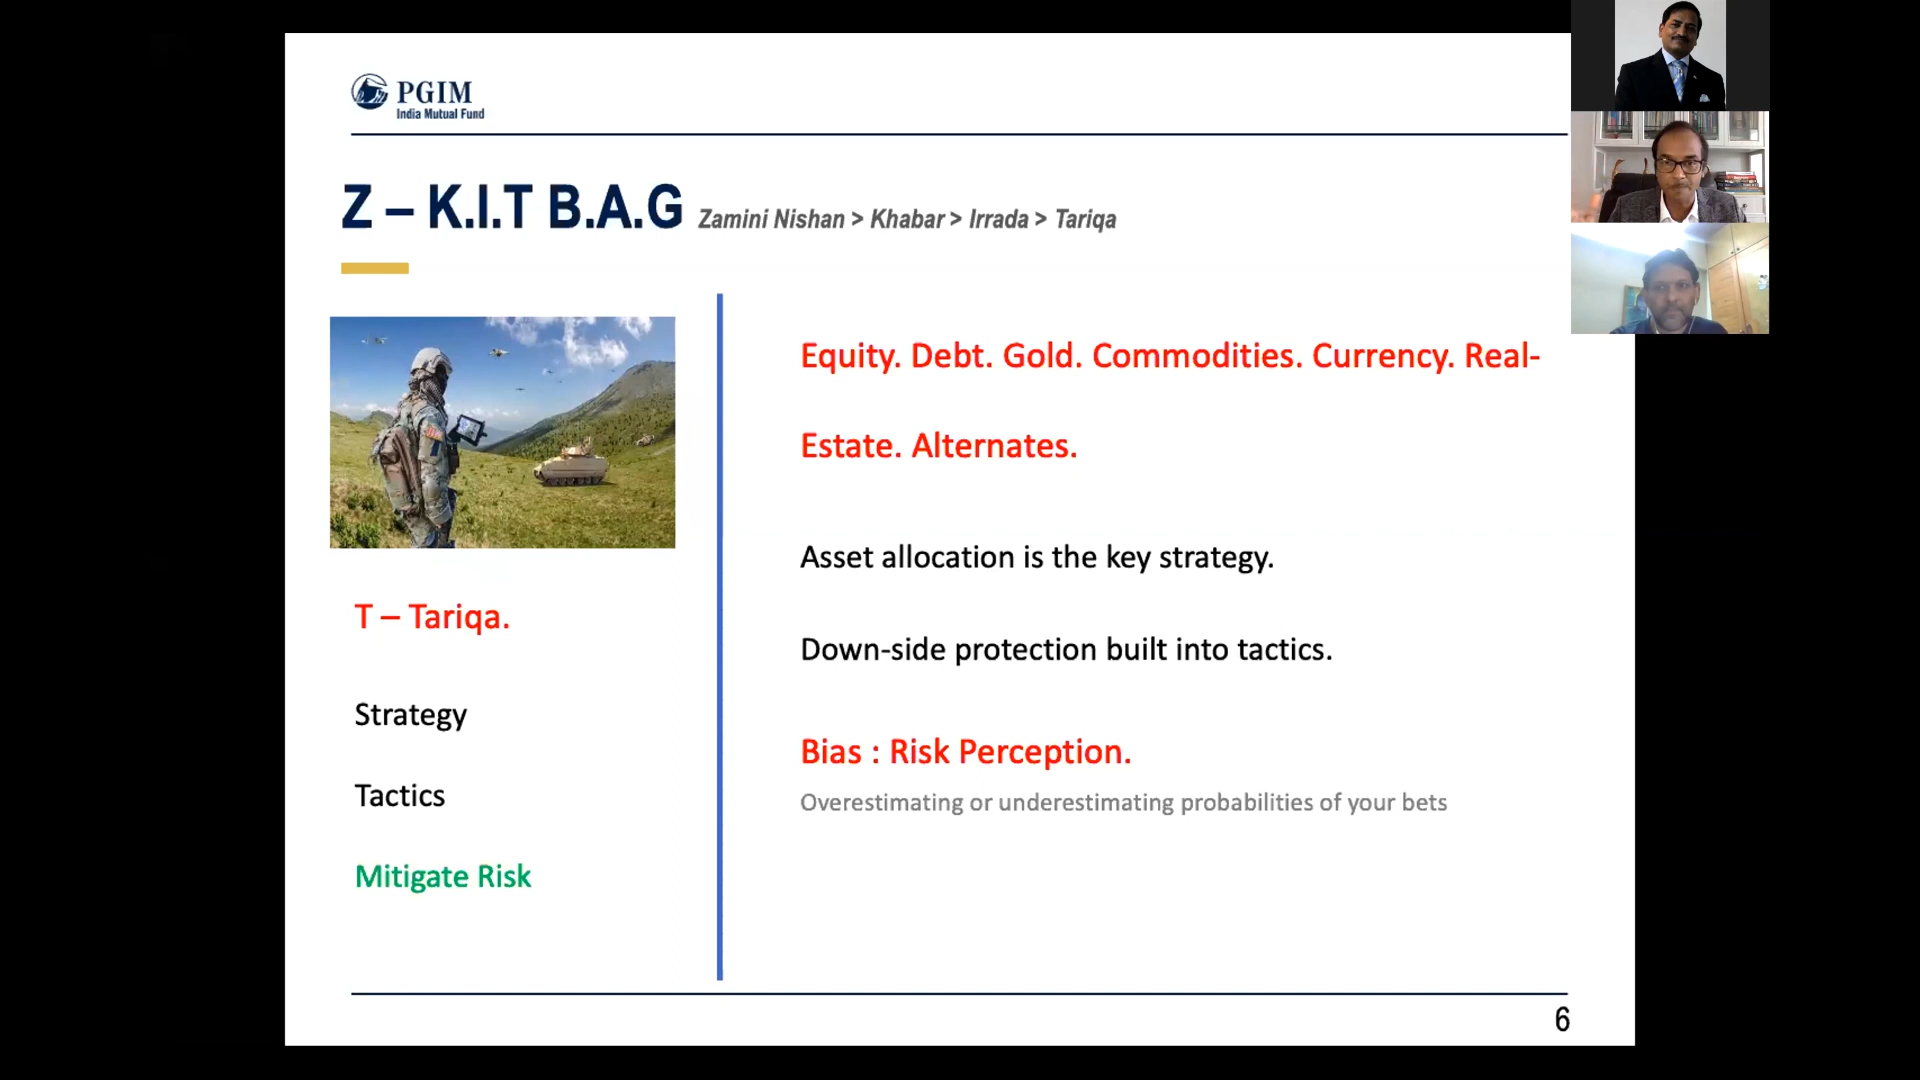 PGIM
India Mutual Fund
Z – K.I.T B.A.G Zamini Nishan > Khabar > Irrada > Tariqa
T – Tariqa.
Strategy
Tactics
Mitigate Risk
Equity. Debt. Gold. Commodities. Currency. Real-
Estate. Alternates.
Asset allocation is the key strategy.
Down-side protection built into tactics.
Bias : Risk Perception.
Overestimating or underestimating probabilities of your bets
6